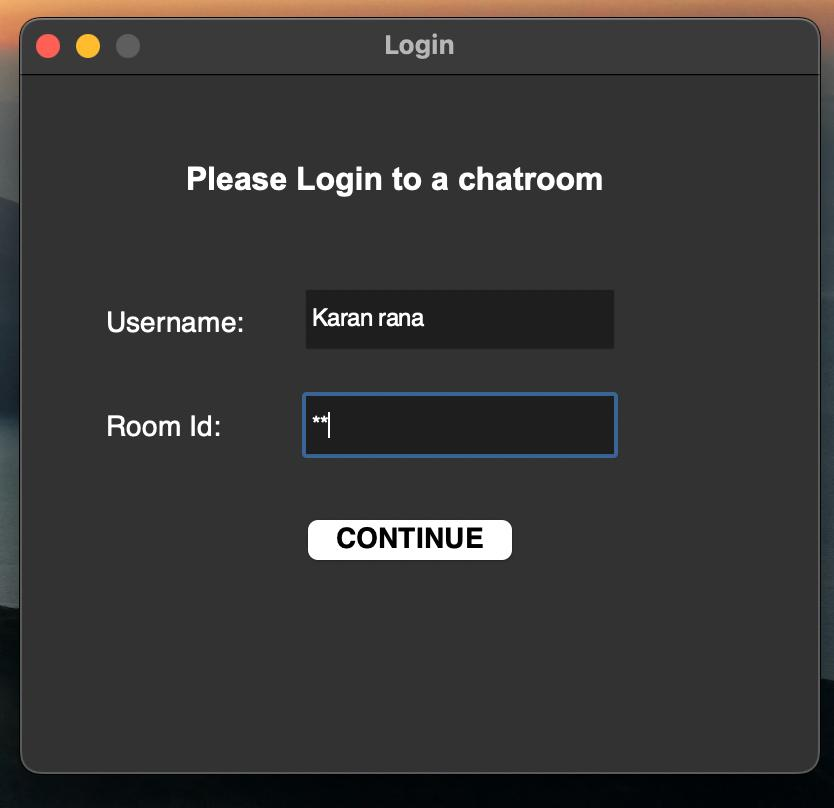 Login
Please Login to a chatroom
Username: Karan rana
Room Id: **
CONTINUE